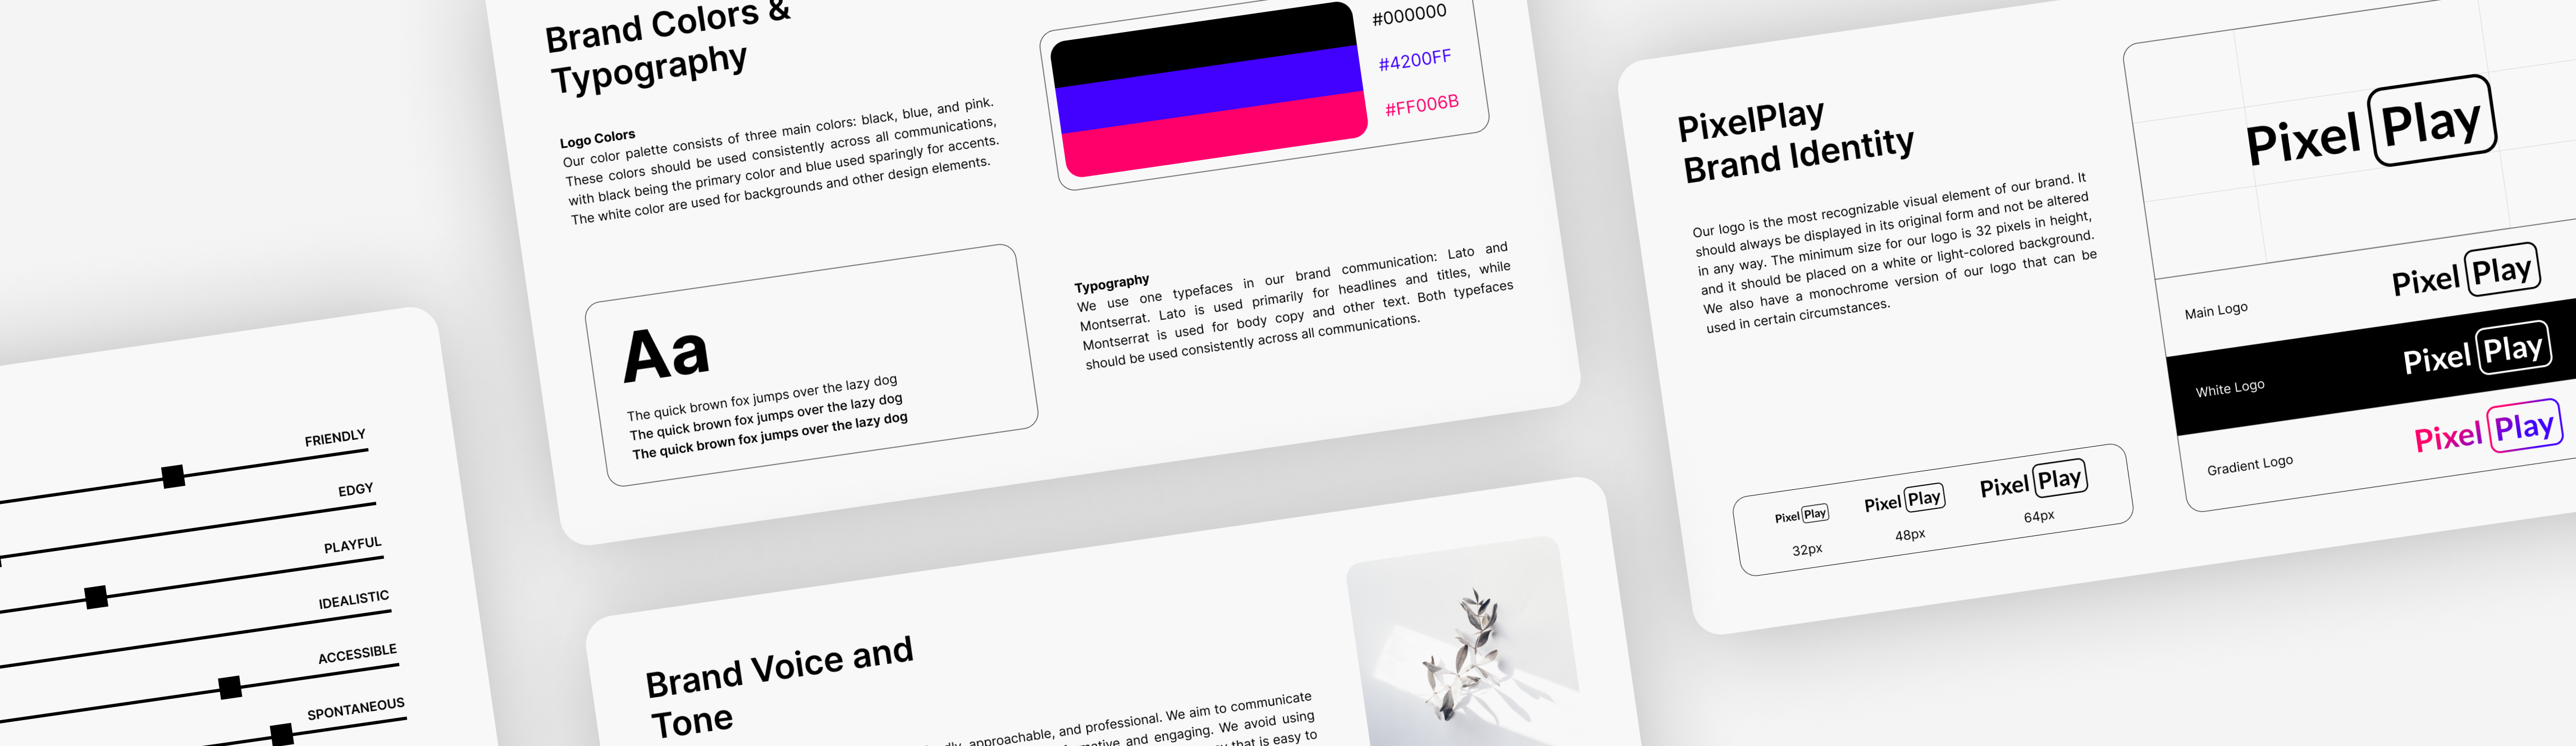 FRIENDLY
EDGY
PLAYFUL
IDEALISTIC
ACCESSIBLE
SPONTANEOUS
Brand Colors &
Typography
Logo Colors
Our color palette consists of three main colors: black, blue, and pink.
These colors should be used consistently across all communications,
with black being the primary color and blue used sparingly for accents.
The white color are used for backgrounds and other design elements.
#000000
#4200FF
#FF006B
Aa
The quick brown fox jumps over the lazy dog
The quick brown fox jumps over the lazy dog
The quick brown fox jumps over the lazy dog
Typography
We use one typefaces in our brand communication: Lato and
Montserrat. Lato is used primarily for headlines and titles, while
Montserrat is used for body copy and other text. Both typefaces
should be used consistently across all communications.
Brand Voice and
Tone
approachable, and professional. We aim to communicate
and engaging. We avoid using
that is easy to
PixelPlay
Brand Identity
Our logo is the most recognizable visual element of our brand. It
should always be displayed in its original form and not be altered
in any way. The minimum size for our logo is 32 pixels in height,
and it should be placed on a white or light-colored background.
We also have a monochrome version of our logo that can be
used in certain circumstances.
Pixel Play
32px
Pixel Play
48px
Pixel Play
64px
Pixel Play
Main Logo
Pixel Play
White Logo
Pixel Play
Gradient Logo
Pixel Play